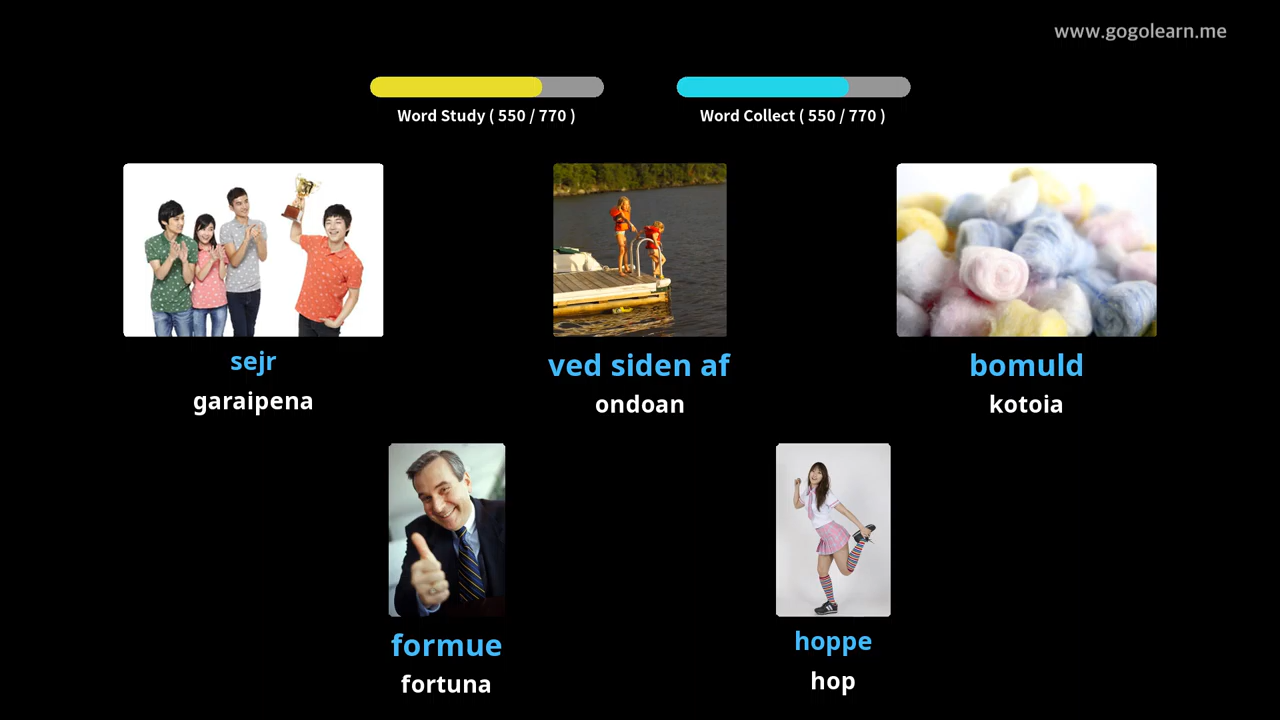 www.gogolearn.me
Word Study ( 550 / 770 )
Word Collect ( 550 / 770 )
sejr
garaipena
ved siden af
ondoan
bomuld
kotoia
formue
fortuna
hoppe
hop